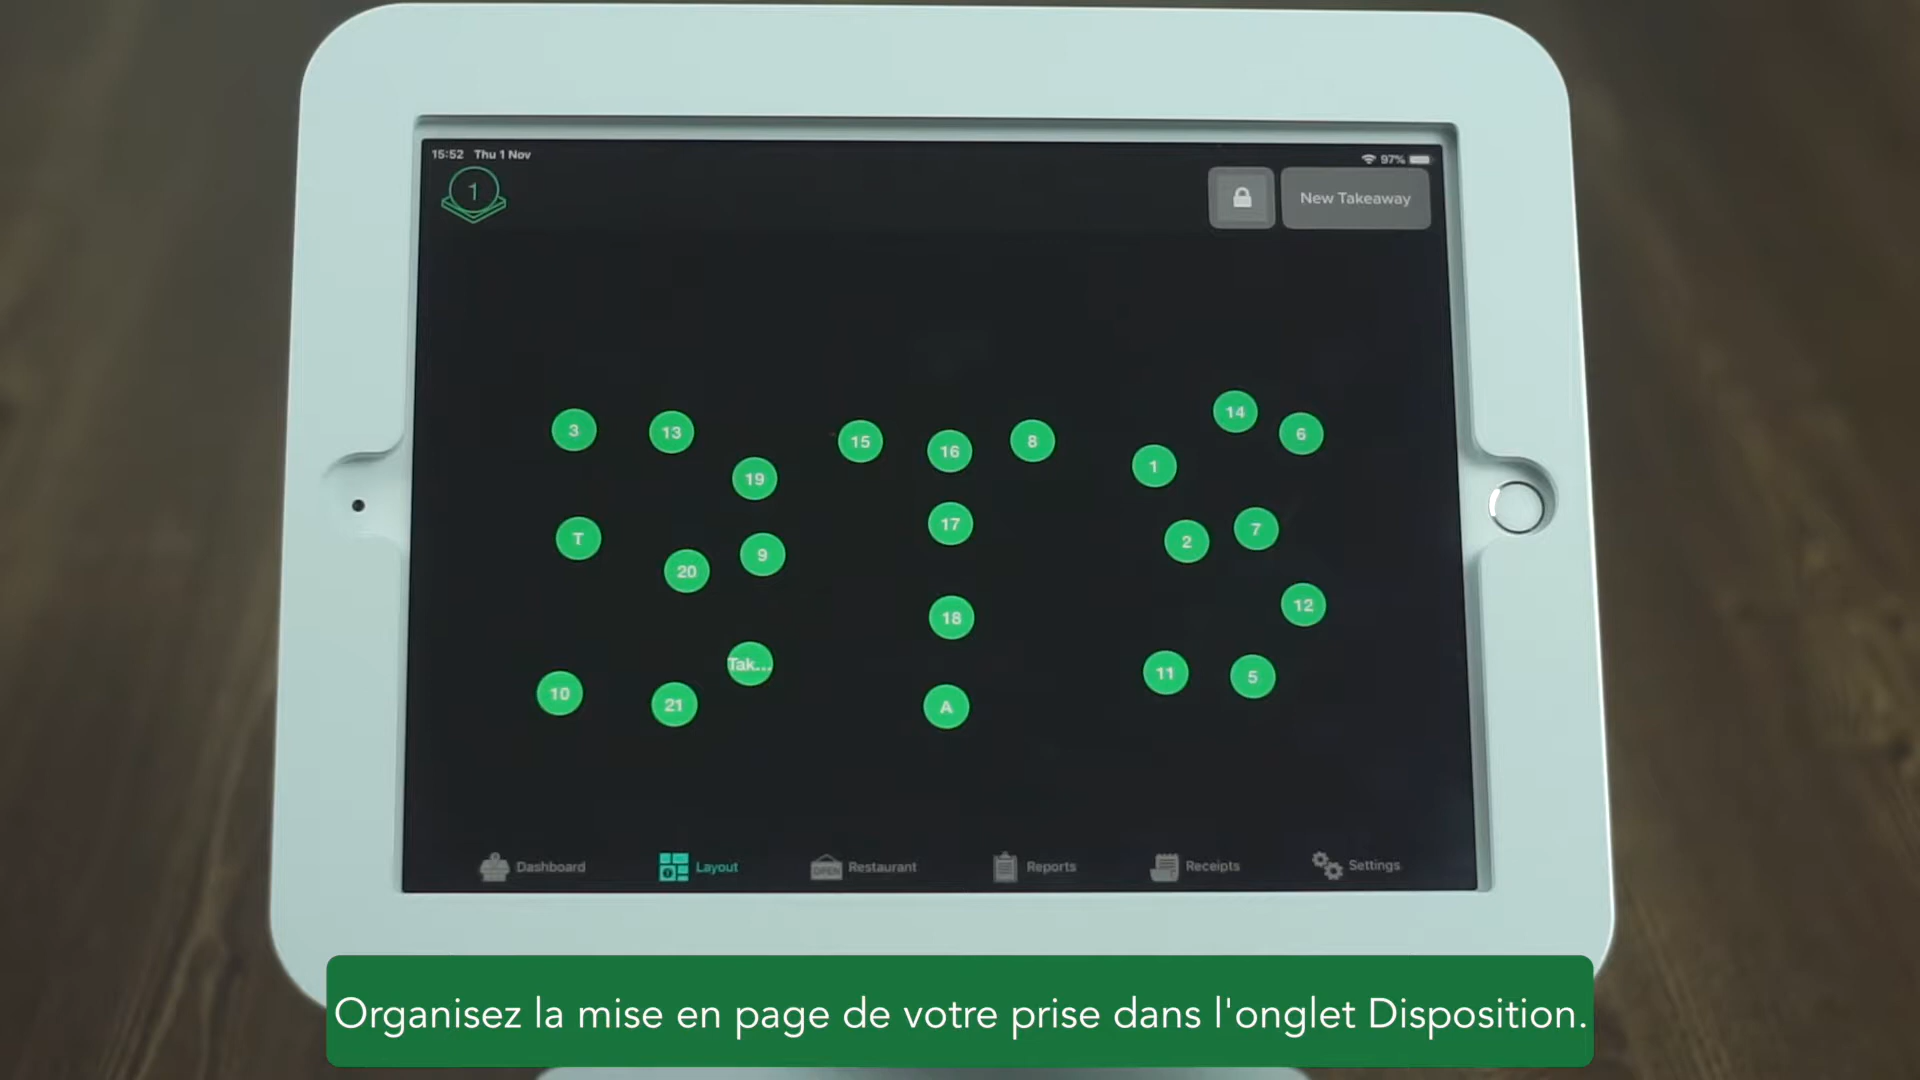 15:52 Thu 1 Nov
97%
1
New Takeaway
14
3
13
15
16
8
6
19
1
17
T
20
9
2
7
18
12
Tak...
10
21
A
11
5
Dashboard
Layout
OPEN
Restaurant
Reports
Receipts
Settings
Organisez la mise en page de votre prise dans l'onglet Disposition.